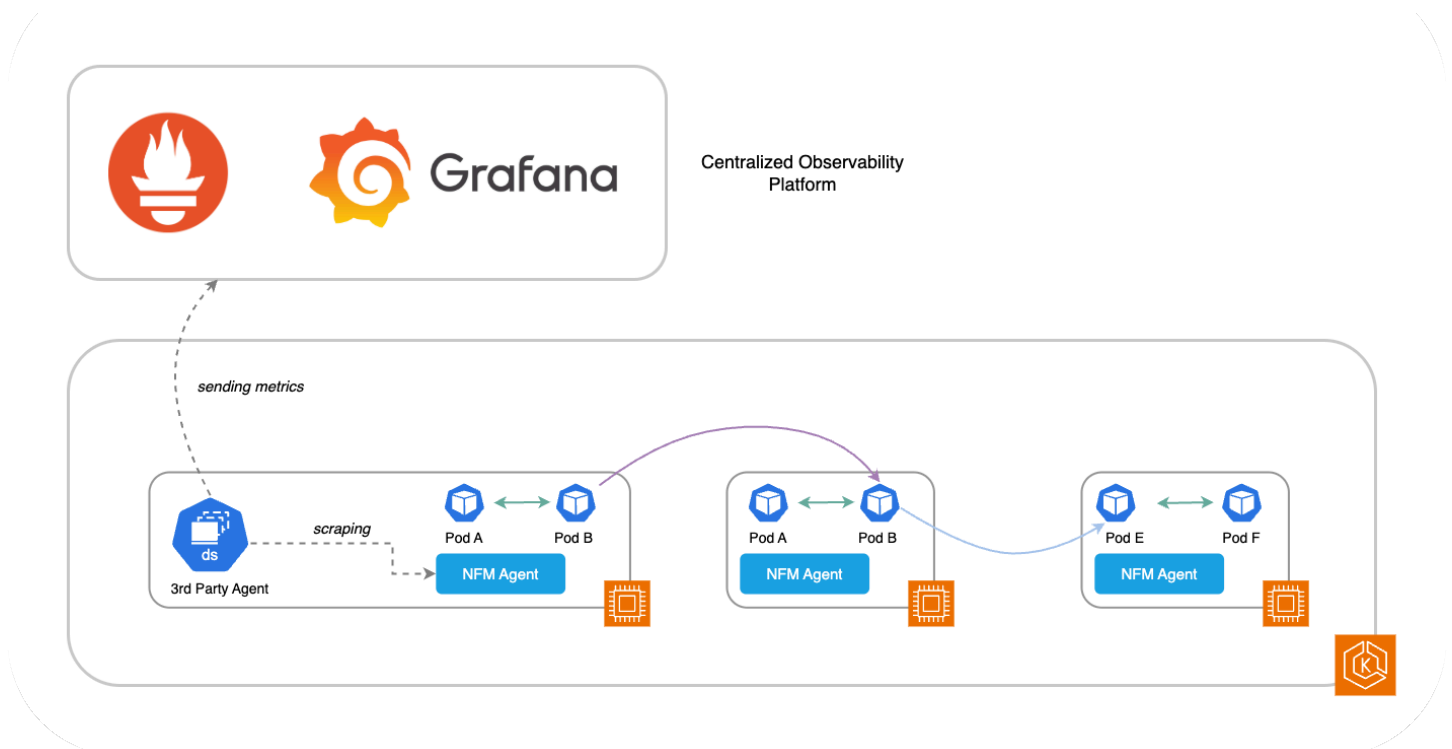 Grafana
Centralized Observability
Platform
sending metrics
ds
3rd Party Agent
scraping
Pod A
Pod B
NFM Agent
Pod A
Pod B
NFM Agent
Pod E
Pod F
NFM Agent
K